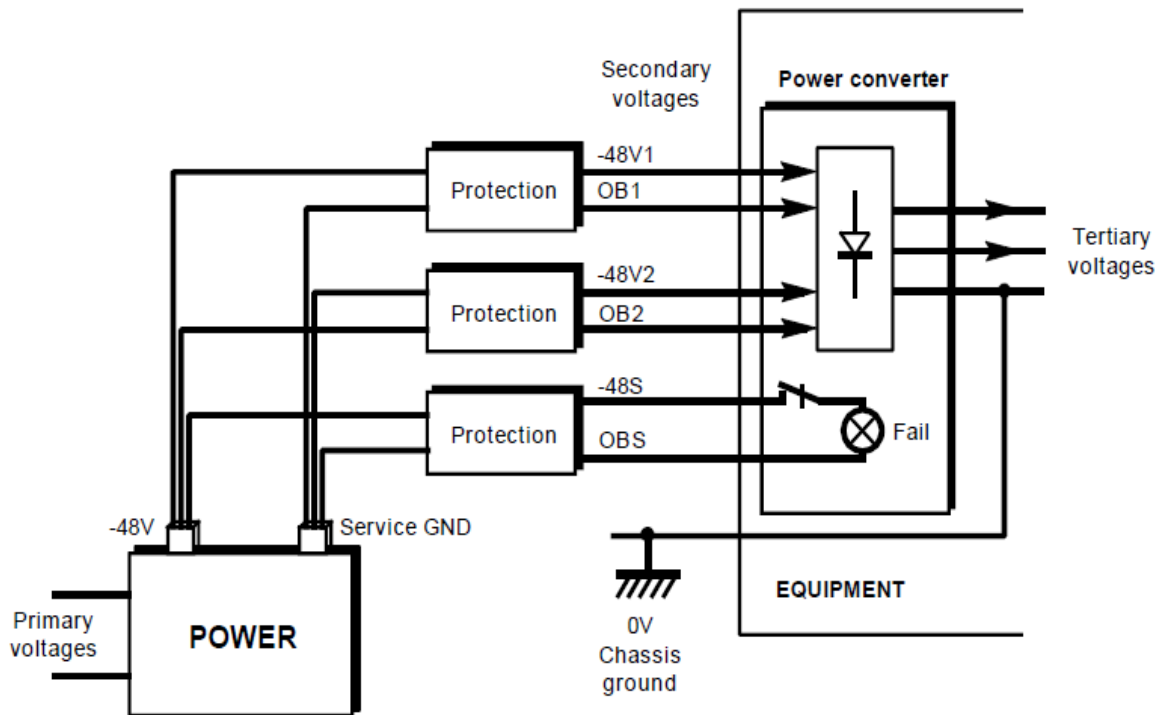 Secondary
voltages
Power converter
Protection
-48V1
OB1
Tertiary
voltages
Protection
-48V2
OB2
Protection
-48S
OBS
Fail
-48V
Service GND
Primary
voltages
POWER
0V
Chassis
ground
EQUIPMENT